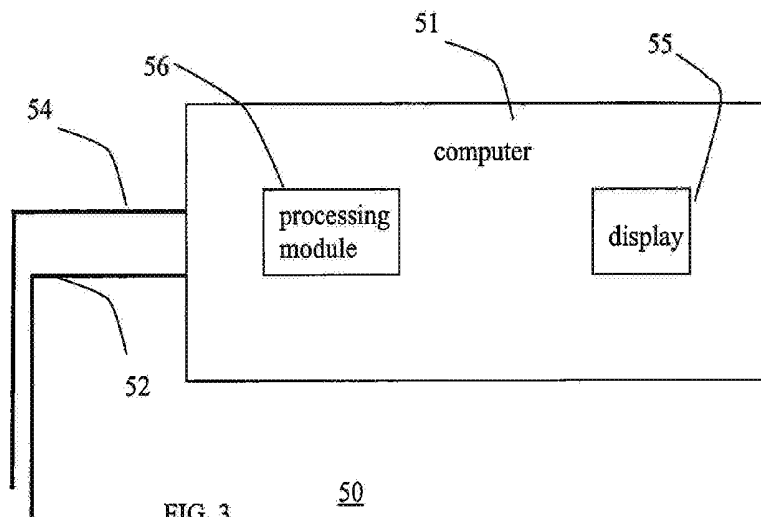 51
55
56
54
computer
processing
module
display
52
50
FIG. 3